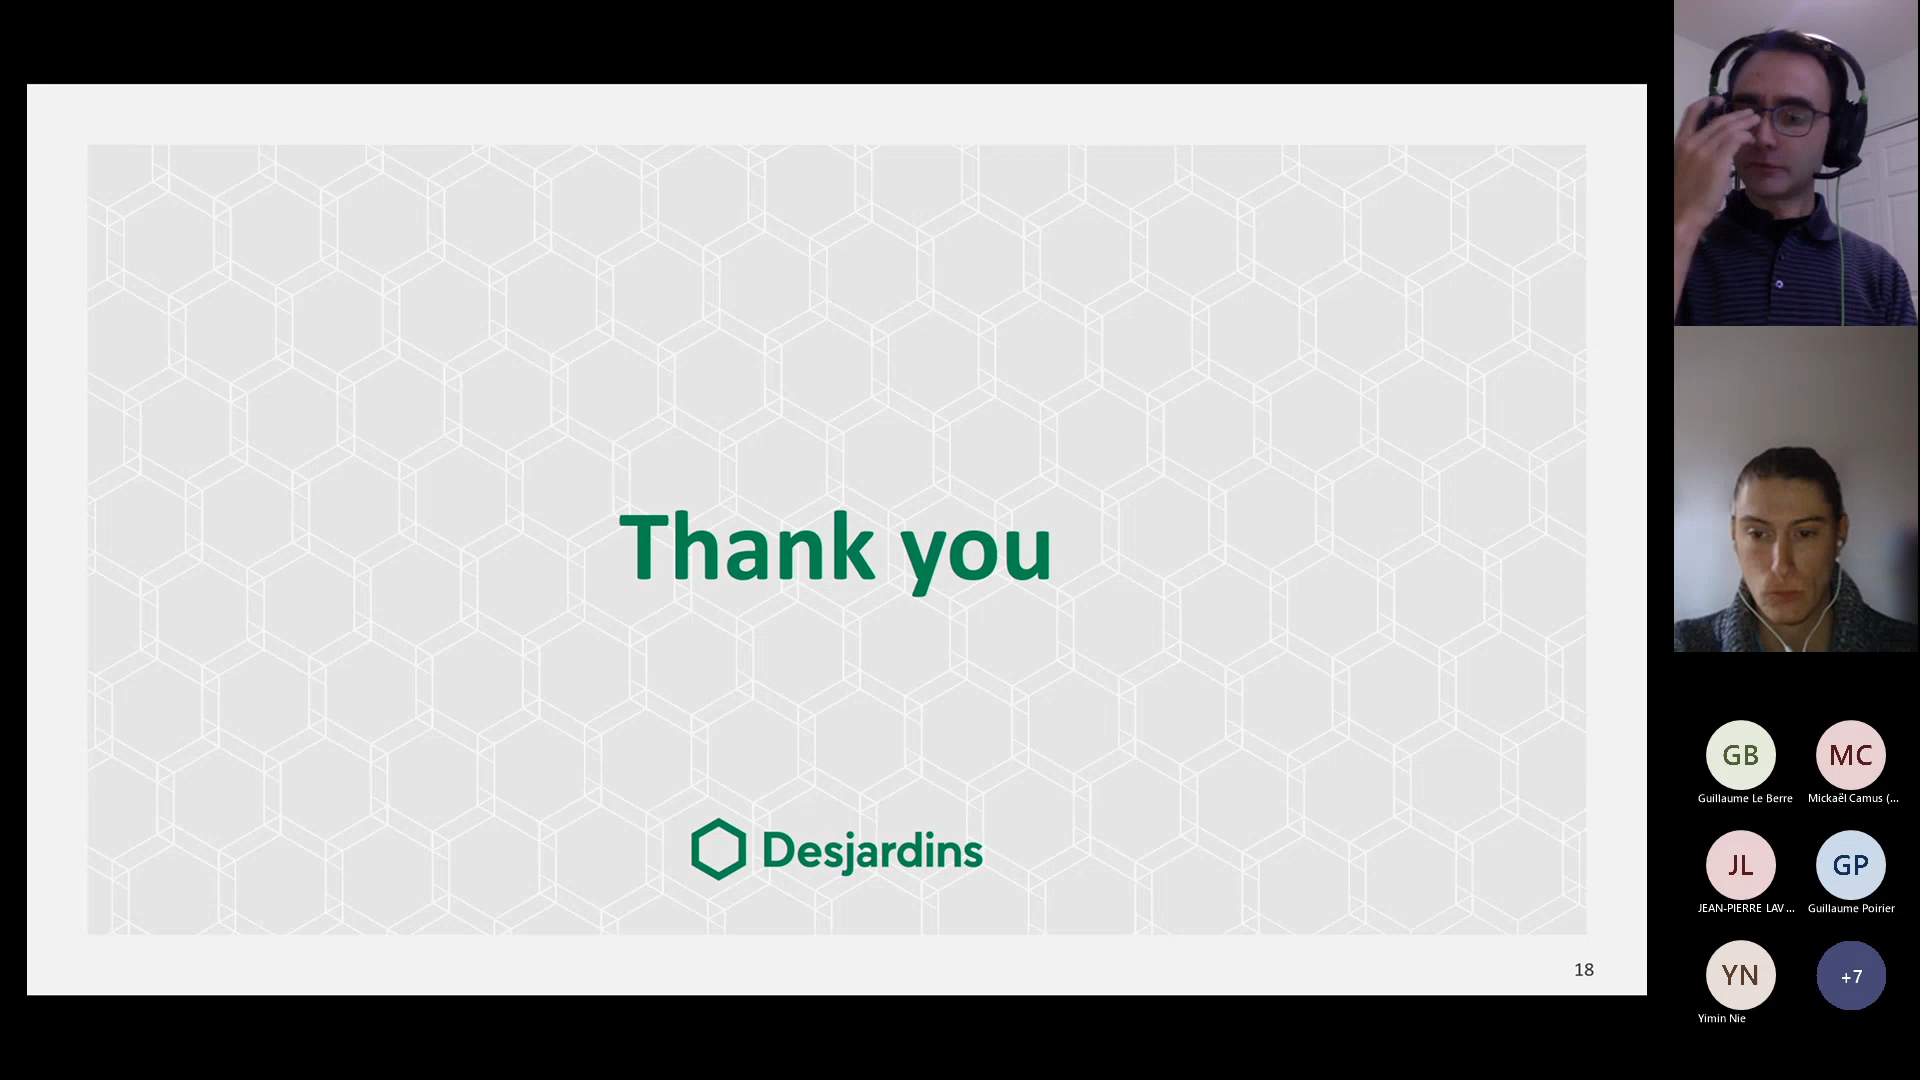 Thank you
Desjardins
18
GB
MC
Guillaume Le Berre
Mickaël Camus (...
JL
GP
JEAN-PIERRE LAV...
Guillaume Poirier
YN
+7
Yimin Nie